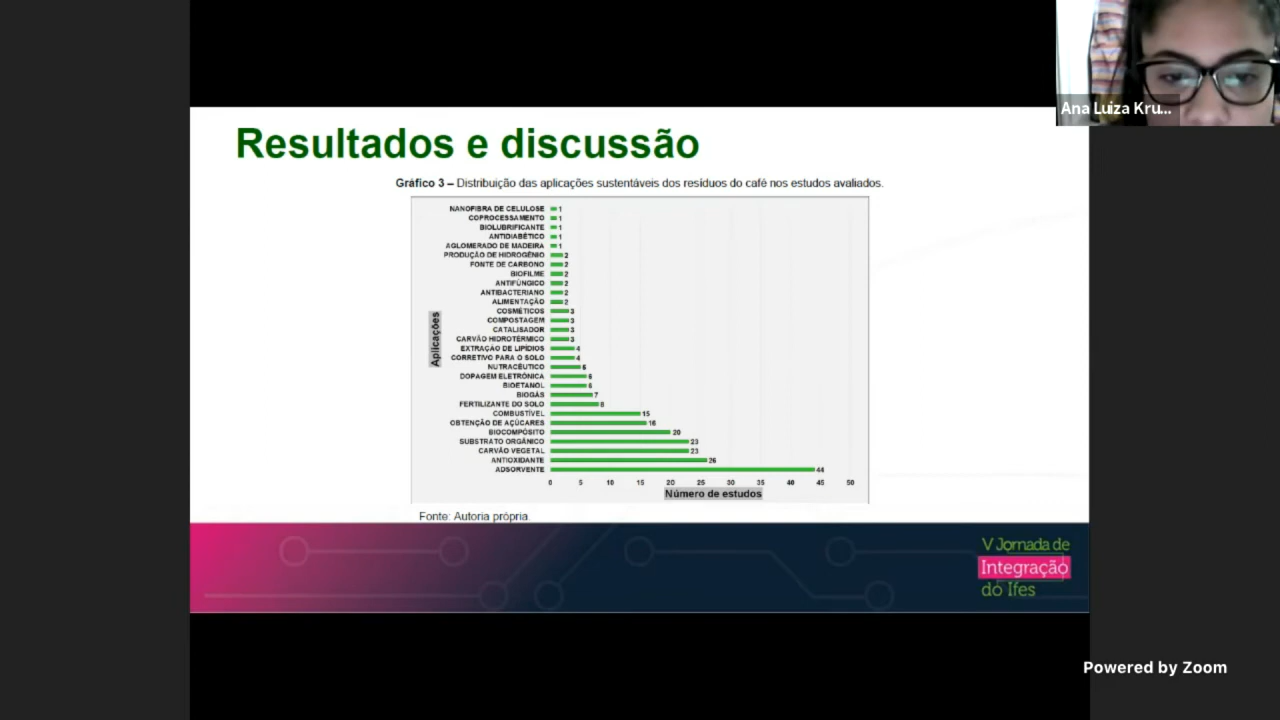 Ana Luiza Kru...
Resultados e discussão
Gráfico 3 – Distribuição das aplicações sustentáveis dos resíduos do café nos estudos avaliados.
Aplicações
NANOFIBRA DE CELULOSE 1
COPROCESSAMENTO 1
BIOLUBRIFICANTE 1
ANTIDIABÉTICO 1
AGLOMERADO DE MADEIRA 1
PRODUÇÃO DE HIDROGÊNIO 2
FONTE DE CARBONO 2
BIOFILME 2
ANTIFÚNGICO 2
ANTIBACTERIANO 2
ALIMENTAÇÃO 2
COSMÉTICOS 3
COMPOSTAGEM 3
CATALISADOR 3
CARVÃO HIDROTÉRMICO 3
EXTRAÇÃO DE LIPÍDIOS 4
CORRETIVO PARA O SOLO 4
NUTRACÊUTICO
DOPAGEM ELETRÔNICA 6
BIOETANOL 6
BIOGÁS 7
FERTILIZANTE DO SOLO 8
COMBUSTÍVEL 15
OBTENÇÃO DE AÇÚCARES 16
BIOCOMPÓSITO 20
SUBSTRATO ORGÂNICO 23
CARVÃO VEGETAL 23
ANTIOXIDANTE 26
ADSORVENTE 44
0 5 10 15 20 25 30 35 40 45 50
Número de estudos
Fonte: Autoria própria
V Jornada de
Integração
do Ifes
Powered by Zoom